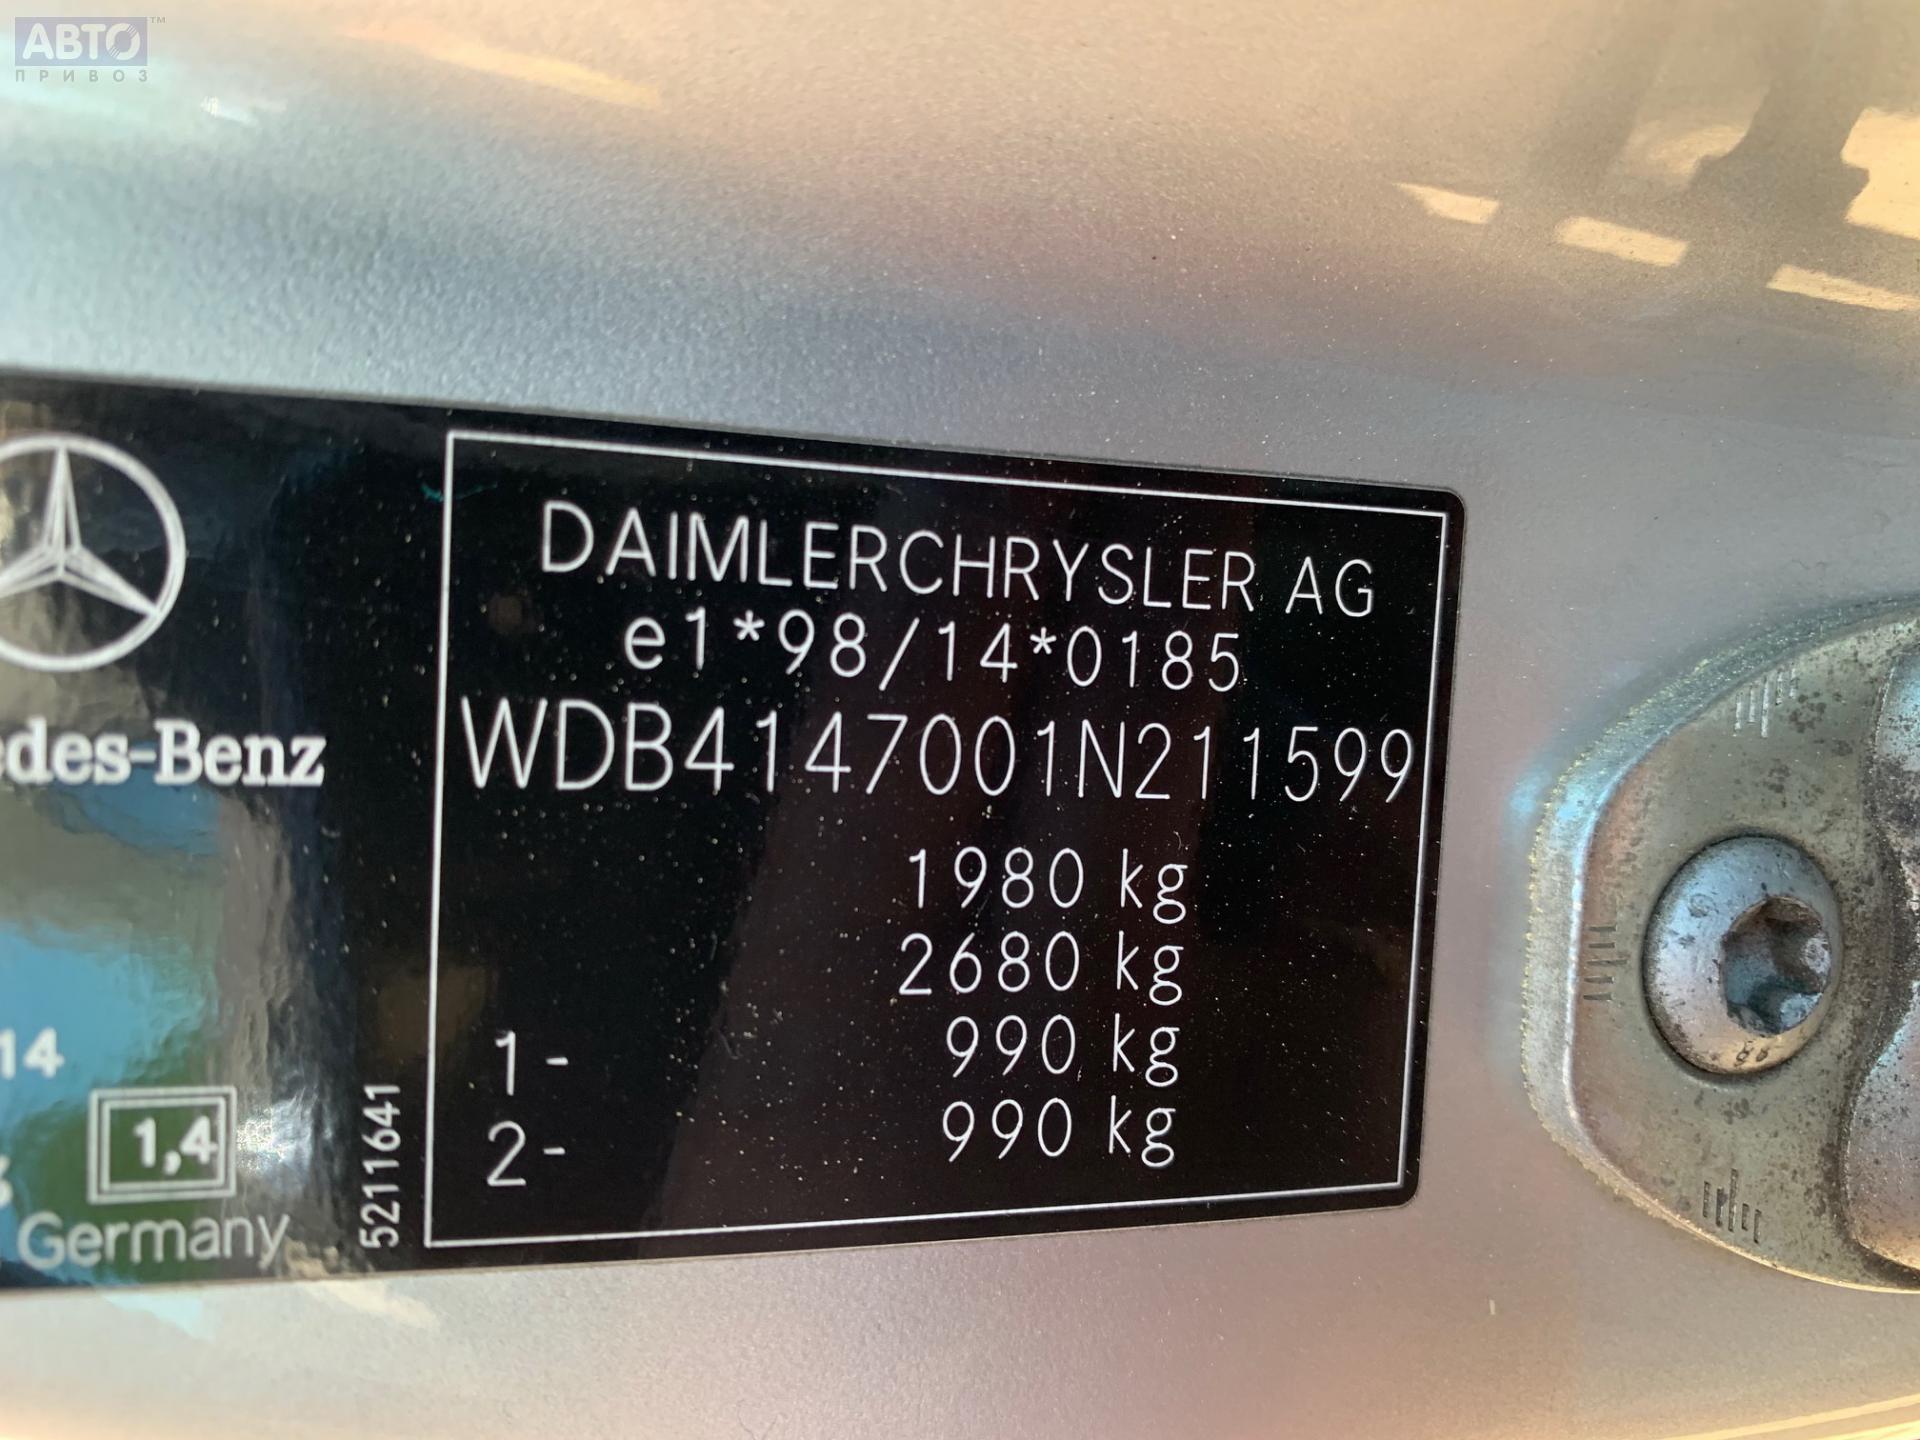 АВТО™
ПРИВОЗ
DAIMLERCHRYSLER AG
e1*98/14*0185
WDB4147001N211599
1980 kg
2680 kg
1- 990 kg
2- 990 kg
edes-Benz
14
1,4
Germany
5211641